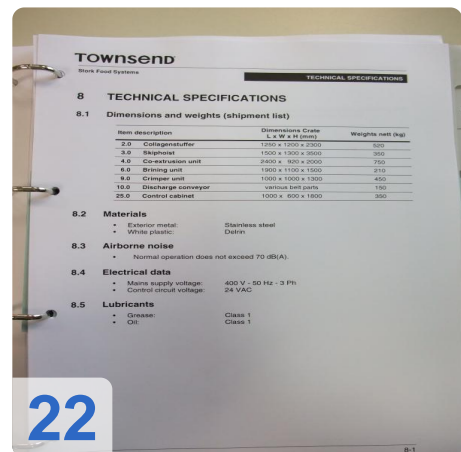 TOWNSEND
Stork Food Systems
TECHNICAL SPECIFICATIONS
8 TECHNICAL SPECIFICATIONS
8.1 Dimensions and weights (shipment list)
Item description Dimensions Crate L x W x H (mm) Weights nett (kg)
2.0 Collagenstuffer 1250 x 1200 x 2300 520
3.0 Skiphoist 1500 x 1300 x 3500 350
4.0 Co-extrusion unit 2400 x 920 x 2000 750
6.0 Brining unit 1900 x 1100 x 1500 210
8.0 Crimper unit 1000 x 1000 x 1300 450
10.0 Discharge conveyor various belt parts 150
25.0 Control cabinet 1000 x 600 x 1800 350
8.2 Materials
• Exterior metal: Stainless steel
• White plastic: Delrin
8.3 Airborne noise
• Normal operation does not exceed 70 dB(A).
8.4 Electrical data
• Mains supply voltage: 400 V - 50 Hz - 3 Ph
• Control circuit voltage: 24 VAC
8.5 Lubricants
• Grease: Class 1
• Oil: Class 1
22
8-1